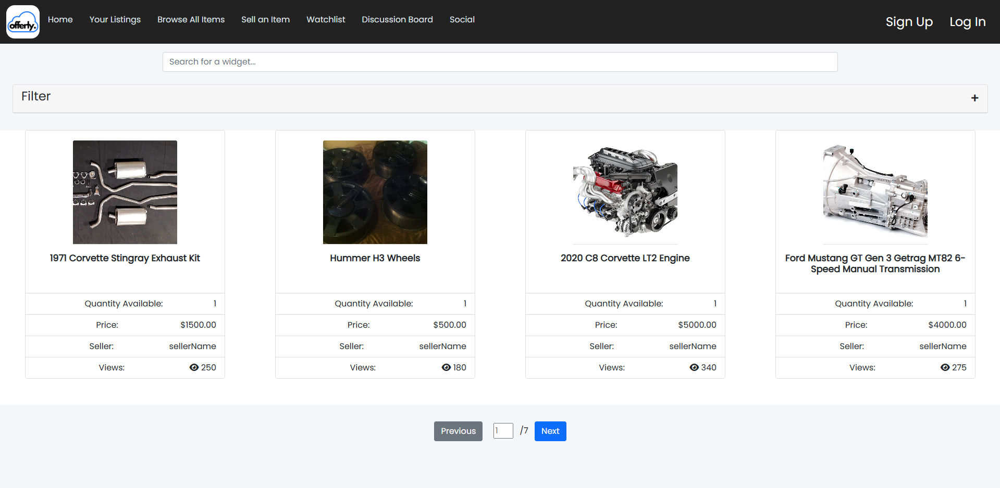 offerly.
Home Your Listings Browse All Items Sell an Item Watchlist Discussion Board Social Sign Up Log In
Search for a widget...
Filter +
1971 Corvette Stingray Exhaust Kit
Quantity Available: 1
Price: $1500.00
Seller: sellerName
Views: 250
Hummer H3 Wheels
Quantity Available: 1
Price: $500.00
Seller: sellerName
Views: 180
2020 C8 Corvette LT2 Engine
Quantity Available: 1
Price: $5000.00
Seller: sellerName
Views: 340
Ford Mustang GT Gen 3 Getrag MT82 6-
Speed Manual Transmission
Quantity Available: 1
Price: $4000.00
Seller: sellerName
Views: 275
Previous 1 /7 Next